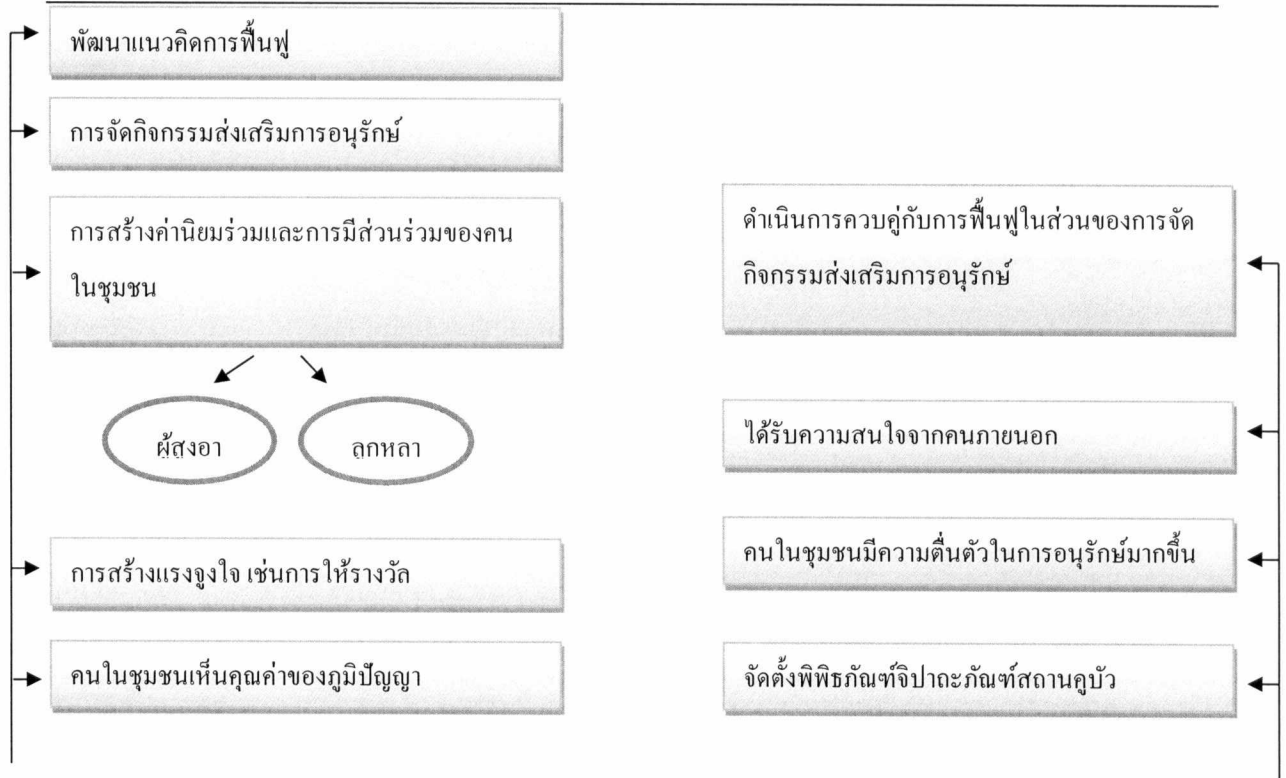 พัฒนาแนวคิดการฟื้นฟู
การจัดกิจกรรมส่งเสริมการอนุรักษ์
การสร้างค่านิยมร่วมและการมีส่วนร่วมของคน
ในชุมชน
ผู้สูงอา
ลูกหลา
การสร้างแรงจูงใจ เช่นการให้รางวัล
คนในชุมชนเห็นคุณค่าของภูมิปัญญา
ดำเนินการควบคู่กับการฟื้นฟูในส่วนของการจัด
กิจกรรมส่งเสริมการอนุรักษ์
ได้รับความสนใจจากคนภายนอก
คนในชุมชนมีความตื่นตัวในการอนุรักษ์มากขึ้น
จัดตั้งพิพิธภัณฑ์จิปาถะภัณฑ์สถานคูบัว